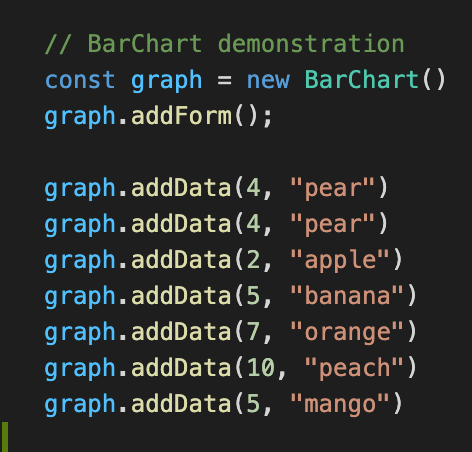 // BarChart demonstration
const graph = new BarChart()
graph.addForm();
graph.addData(4, "pear")
graph.addData(4, "pear")
graph.addData(2, "apple")
graph.addData(5, "banana")
graph.addData(7, "orange")
graph.addData(10, "peach")
graph.addData(5, "mango")